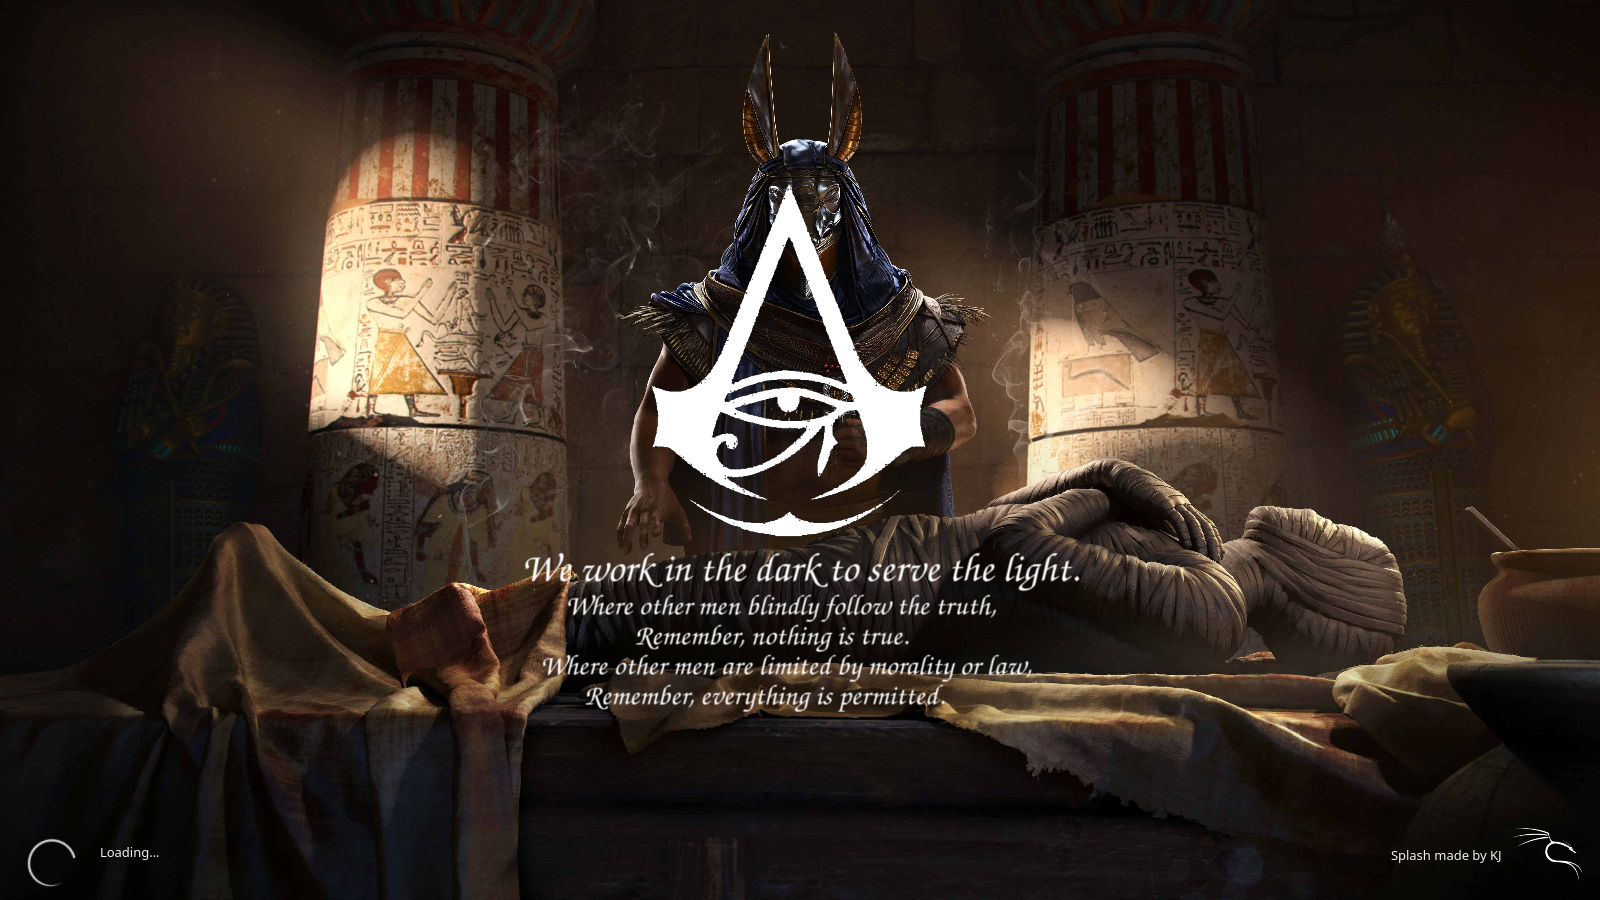 We work in the dark to serve the light.
Where other men blindly follow the truth,
Remember, nothing is true.
Where other men are limited by morality or law,
Remember, everything is permitted.
Loading...
Splash made by KJ